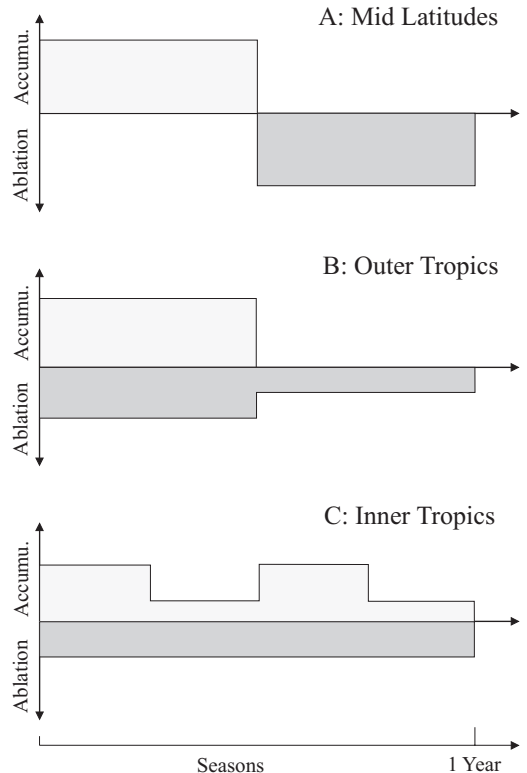 A: Mid Latitudes
Accumu.
Ablation
B: Outer Tropics
Accumu.
Ablation
C: Inner Tropics
Accumu.
Ablation
Seasons
1 Year